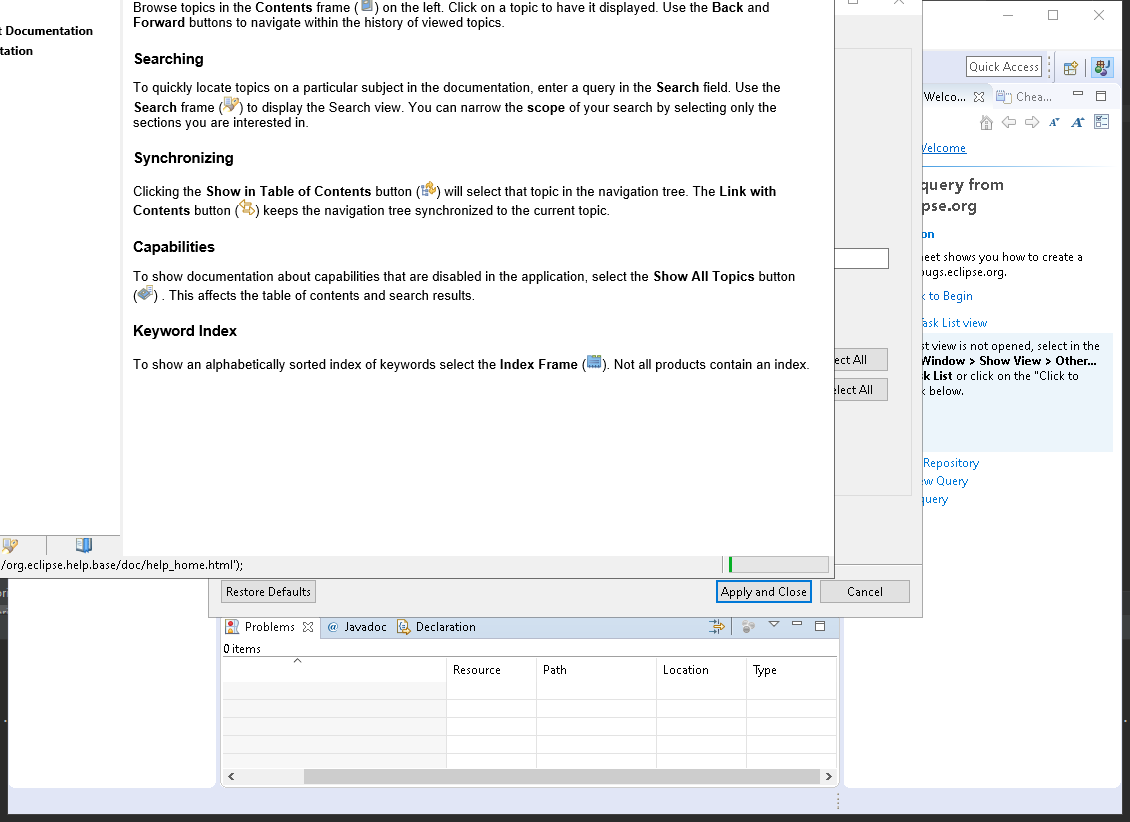 Browse topics in the Contents frame ( ) on the left. Click on a topic to have it displayed. Use the Back and
Forward buttons to navigate within the history of viewed topics.
t Documentation
tation
Searching
To quickly locate topics on a particular subject in the documentation, enter a query in the Search field. Use the
Search frame ( ) to display the Search view. You can narrow the scope of your search by selecting only the
sections you are interested in.
Synchronizing
Clicking the Show in Table of Contents button ( ) will select that topic in the navigation tree. The Link with
Contents button ( ) keeps the navigation tree synchronized to the current topic.
Capabilities
To show documentation about capabilities that are disabled in the application, select the Show All Topics button
( ) . This affects the table of contents and search results.
Keyword Index
To show an alphabetically sorted index of keywords select the Index Frame ( ). Not all products contain an index.
/org.eclipse.help.base/doc/help_home.html');
ect All
elect All
Restore Defaults
Apply and Close
Cancel
Quick Access
Welco...
Chea...
Welcome
query from
pse.org
on
eet shows you how to create a
bugs.eclipse.org.
k to Begin
Task List view
st view is not opened, select in the
Window > Show View > Other...
k List or click on the "Click to
k below.
Repository
ew Query
query
Problems
@ Javadoc
Declaration
0 items
Resource
Path
Location
Type